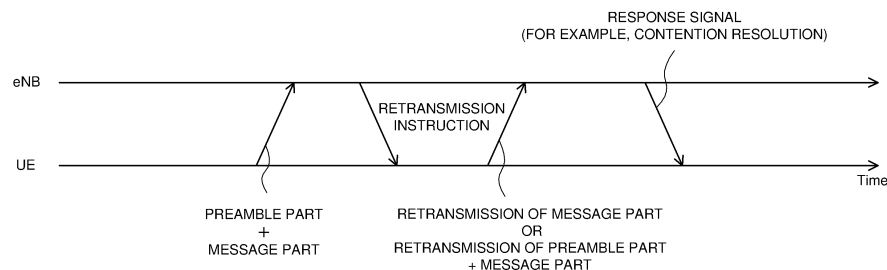 RESPONSE SIGNAL
(FOR EXAMPLE, CONTENTION RESOLUTION)
eNB
RETRANSMISSION
INSTRUCTION
UE
Time
PREAMBLE PART
+
MESSAGE PART
RETRANSMISSION OF MESSAGE PART
OR
RETRANSMISSION OF PREAMBLE PART
+ MESSAGE PART